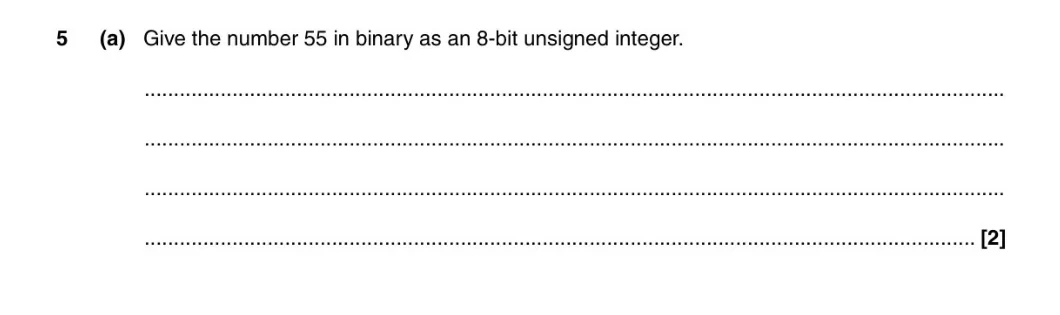 5 (a) Give the number 55 in binary as an 8-bit unsigned integer.
[2]